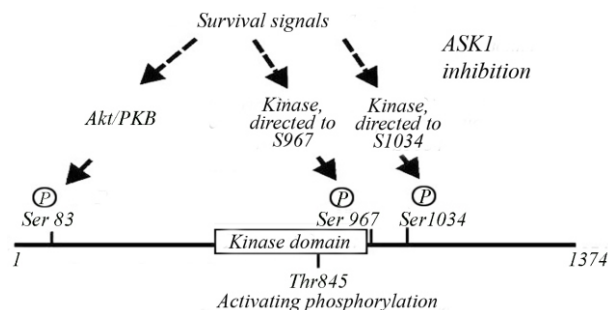 Survival signals
ASK1
inhibition
Akt/PKB
Kinase,
directed to
S967
Kinase,
directed to
S1034
P
Ser 83
P
Ser 967
P
Ser1034
Kinase domain
1
1374
Thr845
Activating phosphorylation